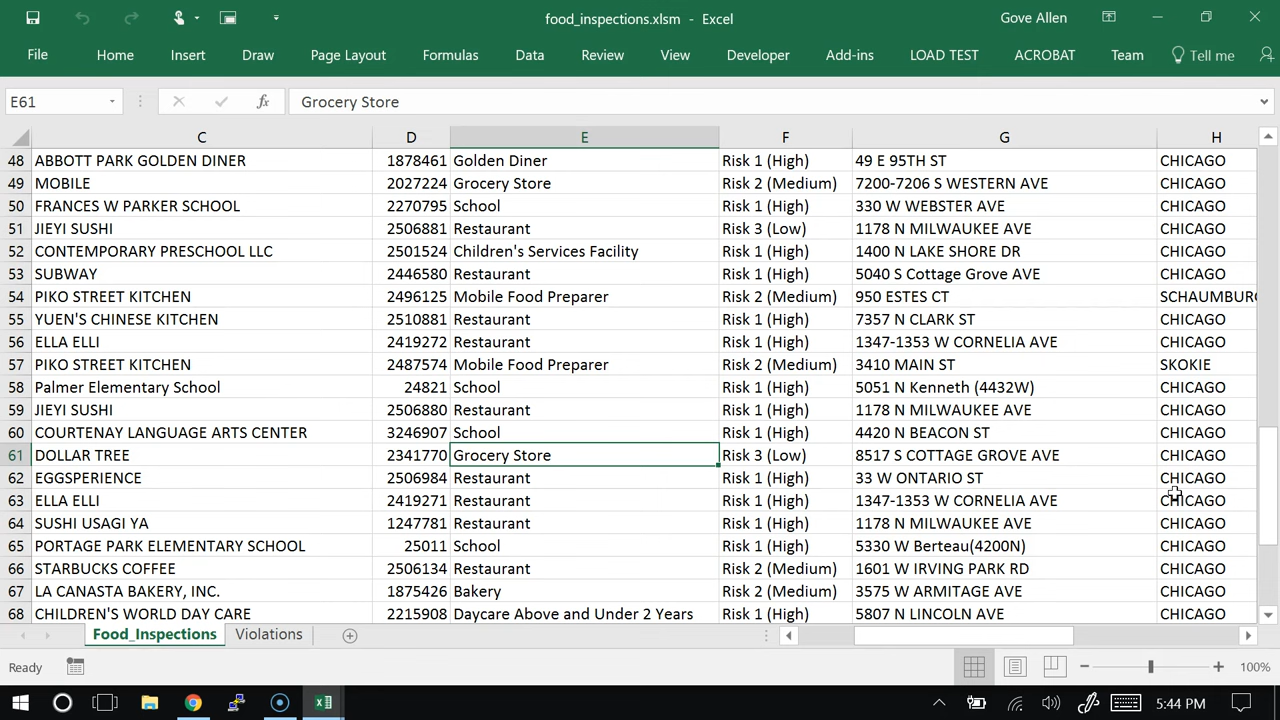 food_inspections.xlsm - Excel
Gove Allen
File Home Insert Draw Page Layout Formulas Data Review View Developer Add-ins LOAD TEST ACROBAT Team Tell me
E61 fx Grocery Store
C D E F G H
48 ABBOTT PARK GOLDEN DINER 1878461 Golden Diner Risk 1 (High) 49 E 95TH ST CHICAGO
49 MOBILE 2027224 Grocery Store Risk 2 (Medium) 7200-7206 S WESTERN AVE CHICAGO
50 FRANCES W PARKER SCHOOL 2270795 School Risk 1 (High) 330 W WEBSTER AVE CHICAGO
51 JIEYI SUSHI 2506881 Restaurant Risk 3 (Low) 1178 N MILWAUKEE AVE CHICAGO
52 CONTEMPORARY PRESCHOOL LLC 2501524 Children's Services Facility Risk 1 (High) 1400 N LAKE SHORE DR CHICAGO
53 SUBWAY 2446580 Restaurant Risk 1 (High) 5040 S Cottage Grove AVE CHICAGO
54 PIKO STREET KITCHEN 2496125 Mobile Food Preparer Risk 2 (Medium) 950 ESTES CT SCHAUMBURG
55 YUEN'S CHINESE KITCHEN 2510881 Restaurant Risk 1 (High) 7357 N CLARK ST CHICAGO
56 ELLA ELLI 2419272 Restaurant Risk 1 (High) 1347-1353 W CORNELIA AVE CHICAGO
57 PIKO STREET KITCHEN 2487574 Mobile Food Preparer Risk 2 (Medium) 3410 MAIN ST SKOKIE
58 Palmer Elementary School 24821 School Risk 1 (High) 5051 N Kenneth (4432W) CHICAGO
59 JIEYI SUSHI 2506880 Restaurant Risk 1 (High) 1178 N MILWAUKEE AVE CHICAGO
60 COURTENAY LANGUAGE ARTS CENTER 3246907 School Risk 1 (High) 4420 N BEACON ST CHICAGO
61 DOLLAR TREE 2341770 Grocery Store Risk 3 (Low) 8517 S COTTAGE GROVE AVE CHICAGO
62 EGGSPERIENCE 2506984 Restaurant Risk 1 (High) 33 W ONTARIO ST CHICAGO
63 ELLA ELLI 2419271 Restaurant Risk 1 (High) 1347-1353 W CORNELIA AVE CHICAGO
64 SUSHI USAGI YA 1247781 Restaurant Risk 1 (High) 1178 N MILWAUKEE AVE CHICAGO
65 PORTAGE PARK ELEMENTARY SCHOOL 25011 School Risk 1 (High) 5330 W Berteau(4200N) CHICAGO
66 STARBUCKS COFFEE 2506134 Restaurant Risk 2 (Medium) 1601 W IRVING PARK RD CHICAGO
67 LA CANASTA BAKERY, INC. 1875426 Bakery Risk 2 (Medium) 3575 W ARMITAGE AVE CHICAGO
68 CHILDREN'S WORLD DAY CARE 2215908 Daycare Above and Under 2 Years Risk 1 (High) 5807 N LINCOLN AVE CHICAGO
Food_Inspections Violations
Ready 100%
5:44 PM